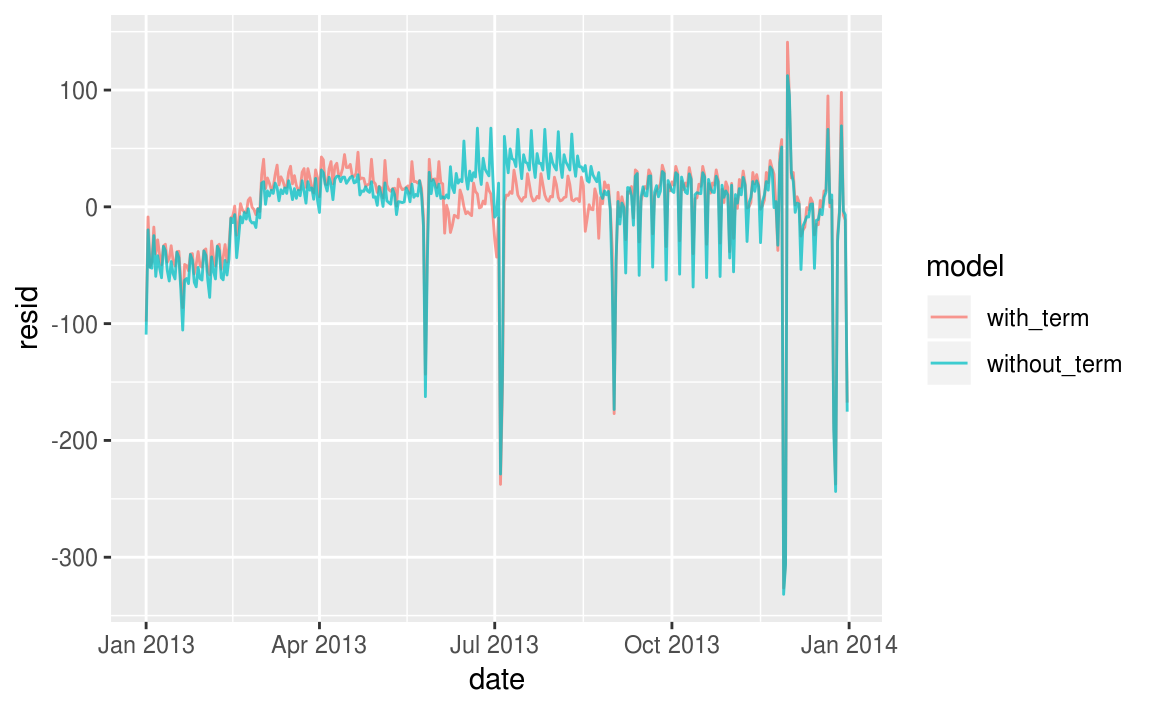 100
0
-100
-200
-300
resid
Jan 2013
Apr 2013
Jul 2013
Oct 2013
Jan 2014
date
model
with_term
without_term